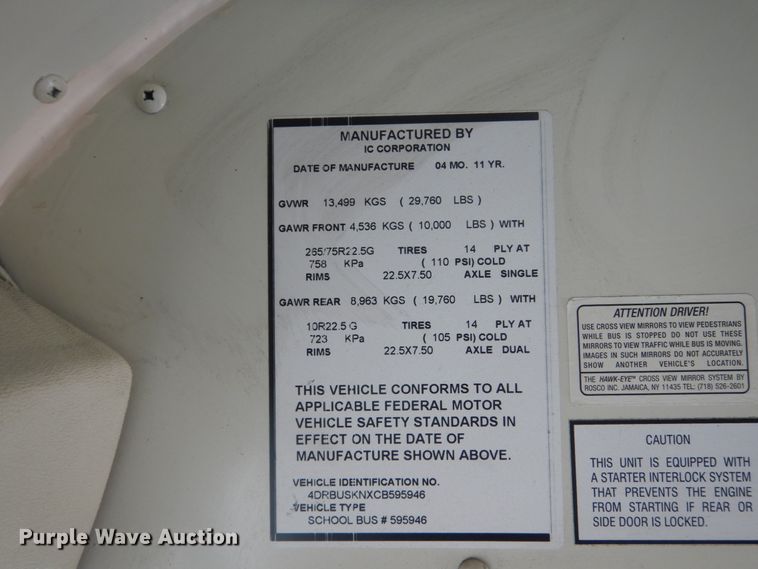 MANUFACTURED BY
IC CORPORATION
DATE OF MANUFACTURE 04 MO. 11 YR.
GVWR 13,499 KGS ( 29,760 LBS )
GAWR FRONT 4,536 KGS ( 10,000 LBS ) WITH
265/75R22.5G TIRES 14 PLY AT
758 KPa ( 110 PSI) COLD
RIMS 22.5X7.50 AXLE SINGLE
GAWR REAR 8,963 KGS ( 19,760 LBS ) WITH
10R22.5 G TIRES 14 PLY AT
723 KPa ( 105 PSI) COLD
RIMS 22.5X7.50 AXLE DUAL
THIS VEHICLE CONFORMS TO ALL
APPLICABLE FEDERAL MOTOR
VEHICLE SAFETY STANDARDS IN
EFFECT ON THE DATE OF
MANUFACTURE SHOWN ABOVE.
VEHICLE IDENTIFICATION NO.
4DRBUSKNXCB595946
VEHICLE TYPE
SCHOOL BUS # 595946
ATTENTION DRIVER!
USE CROSS VIEW MIRRORS TO VIEW PEDESTRIANS
WHILE BUS IS STOPPED DO NOT USE THESE
MIRRORS TO VIEW TRAFFIC WHILE BUS IS MOVING.
IMAGES IN SUCH MIRRORS DO NOT ACCURATELY
SHOW ANOTHER VEHICLE'S LOCATION.
THE HAWK-EYE™ CROSS VIEW MIRROR SYSTEM BY
ROSCO INC. JAMAICA, NY 11435 TEL: (718) 526-2601
CAUTION
THIS UNIT IS EQUIPPED WITH
A STARTER INTERLOCK SYSTEM
THAT PREVENTS THE ENGINE
FROM STARTING IF REAR OR
SIDE DOOR IS LOCKED.
Purple Wave Auction